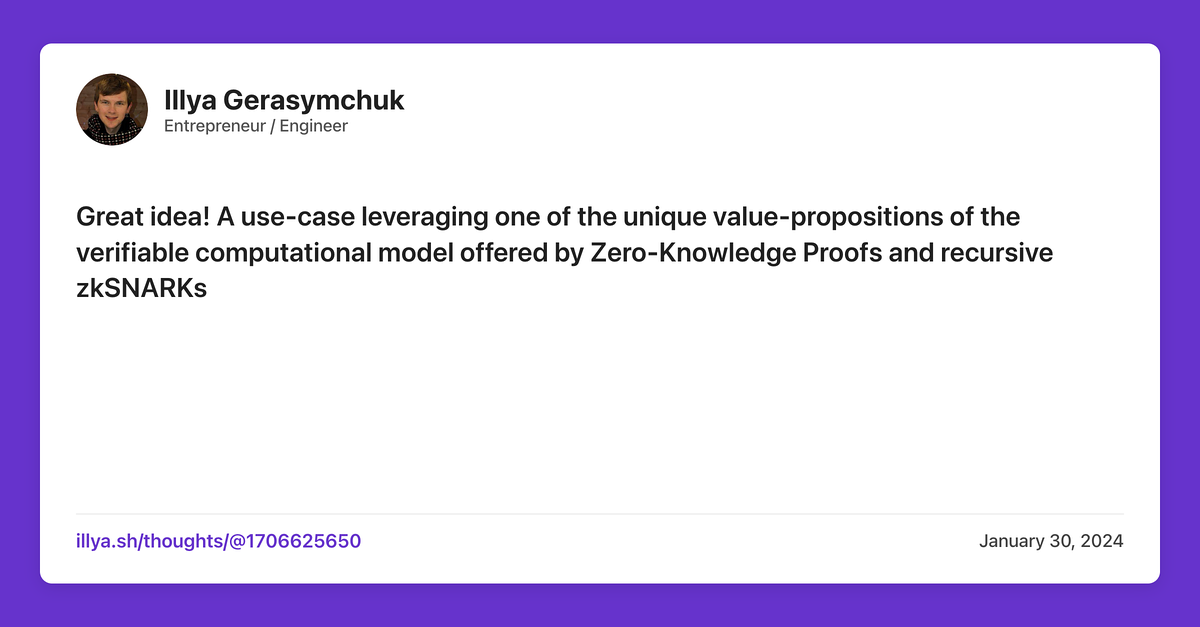 Illya Gerasymchuk
Entrepreneur / Engineer
Great idea! A use-case leveraging one of the unique value-propositions of the
verifiable computational model offered by Zero-Knowledge Proofs and recursive
zkSNARKs
illya.sh/thoughts/@1706625650
January 30, 2024